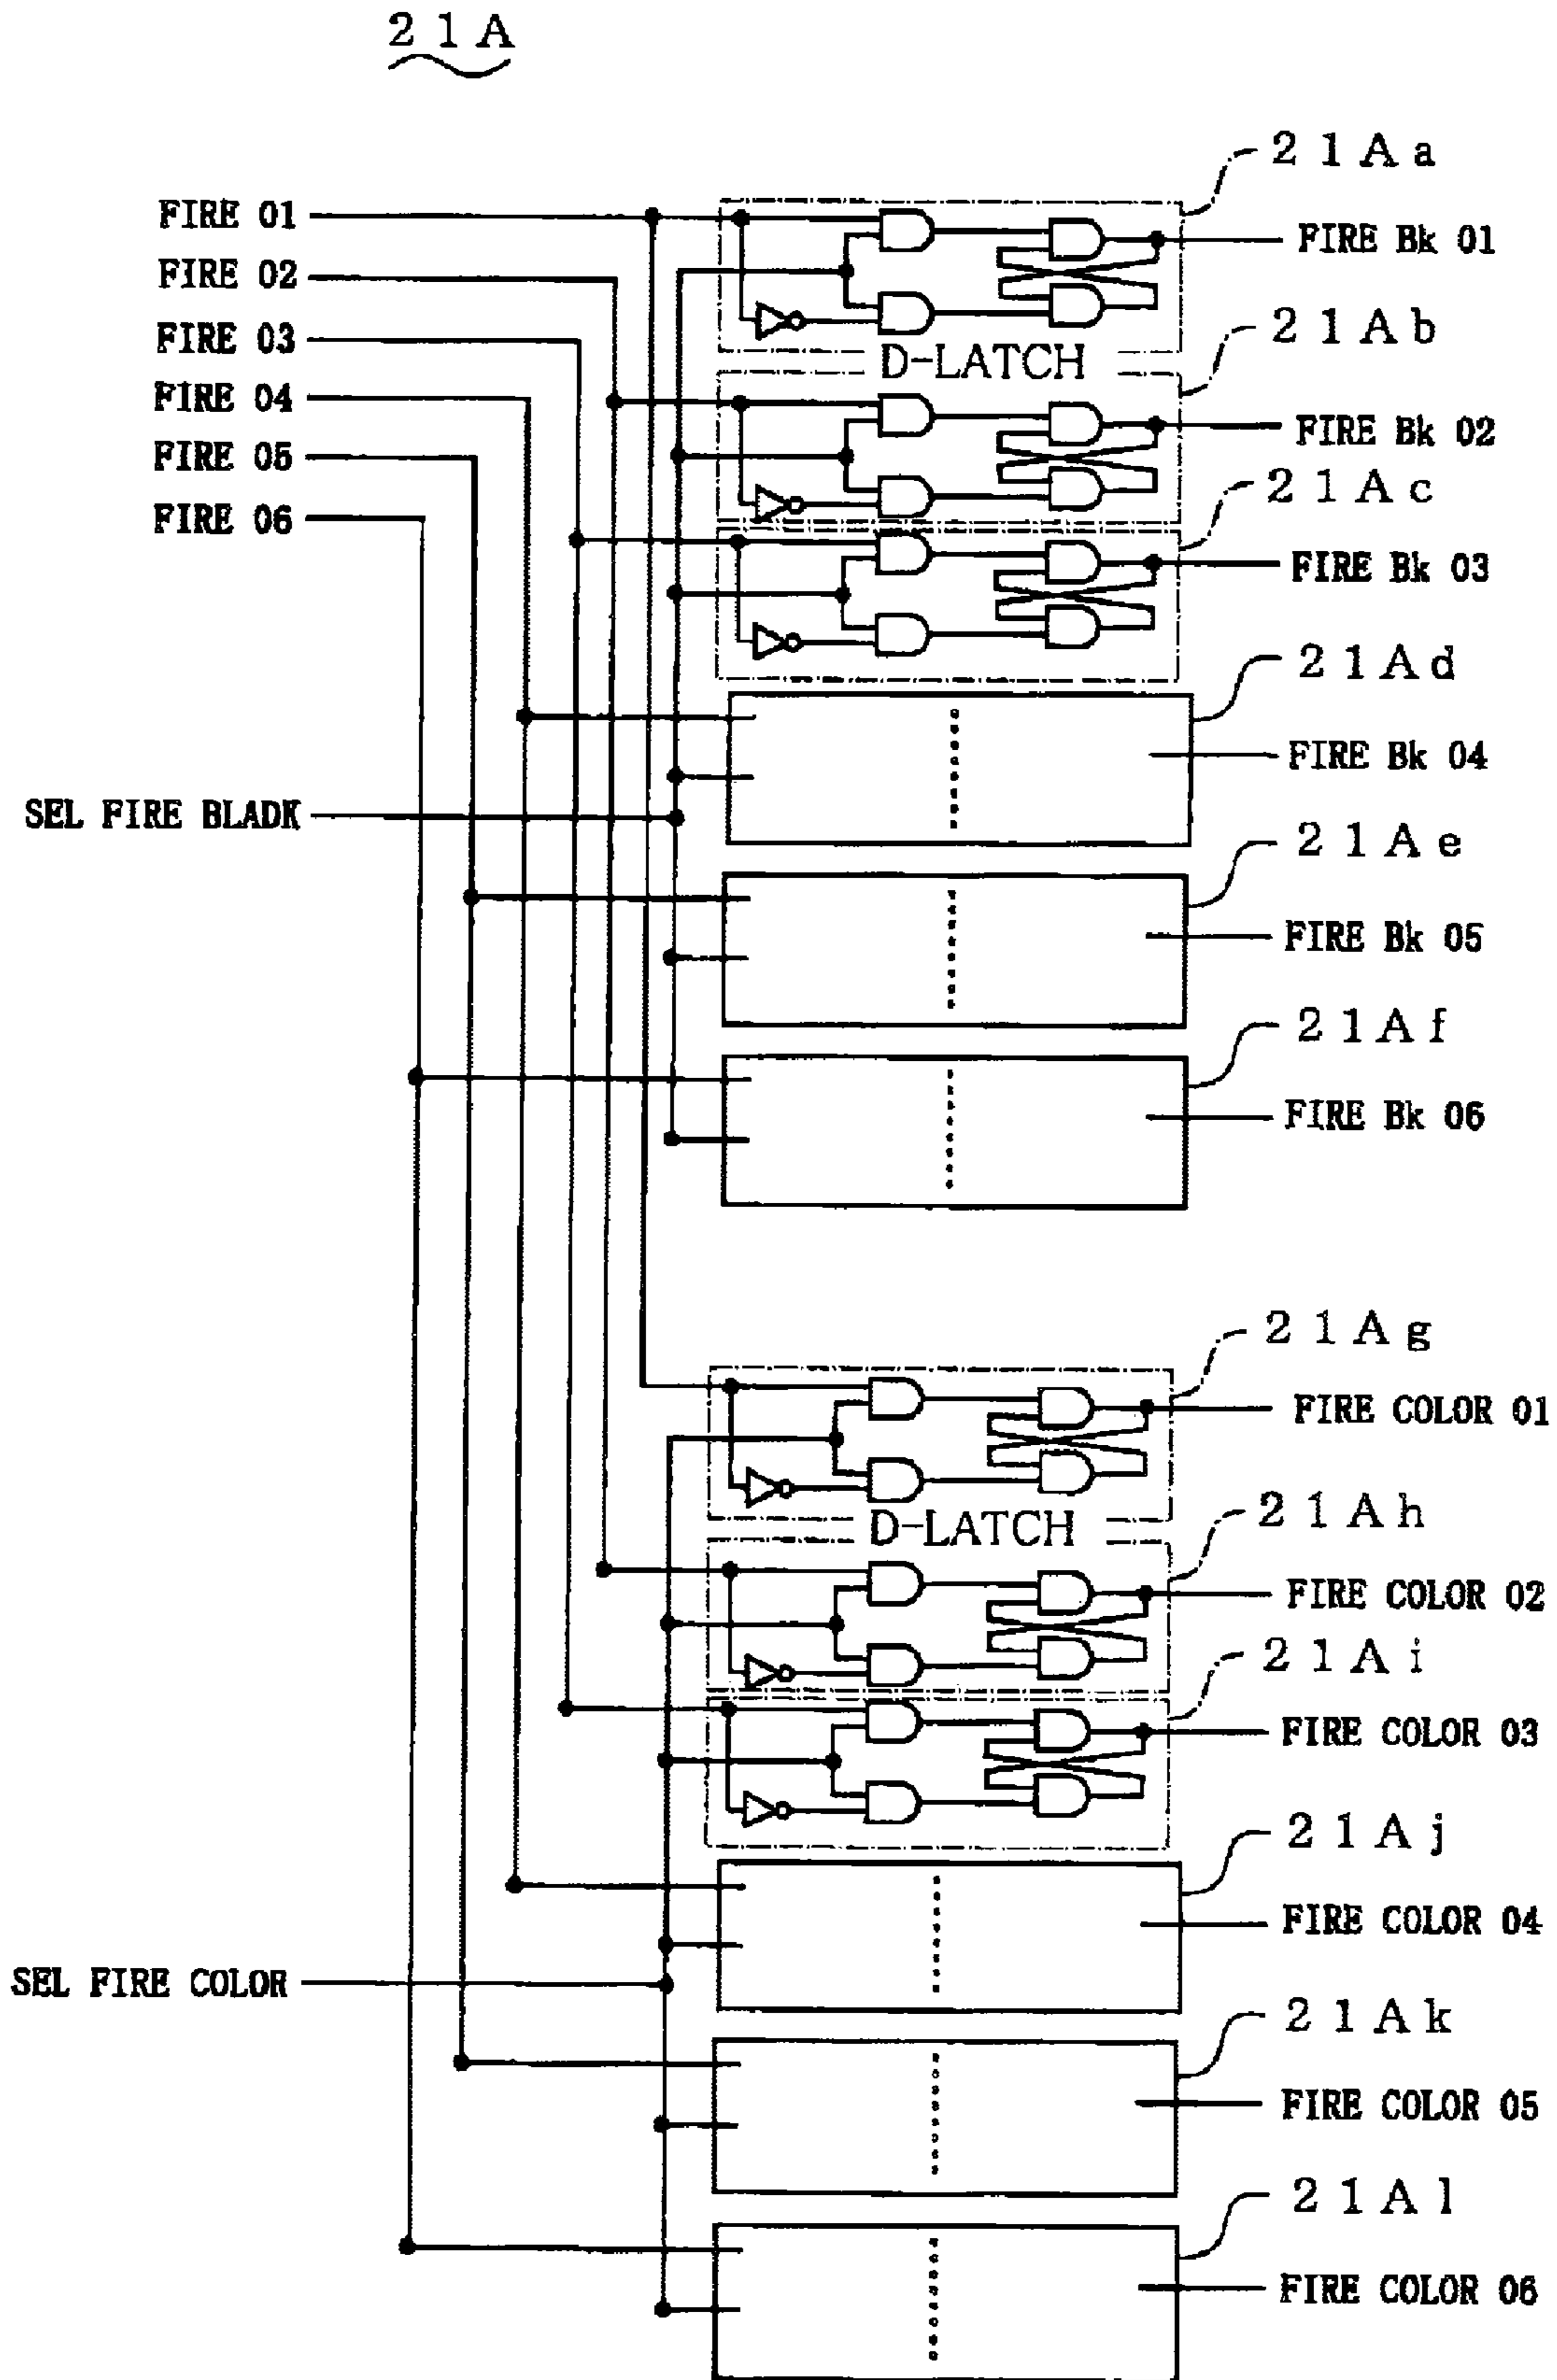 21A
21Aa
FIRE 01
FIRE Bk 01
FIRE 02
21Ab
FIRE 03
D-LATCH
FIRE 04
FIRE Bk 02
FIRE 05
21Ac
FIRE 06
FIRE Bk 03
21Ad
FIRE Bk 04
SEL FIRE BLADK
21Ae
FIRE Bk 05
21Af
FIRE Bk 06
21Ag
FIRE COLOR 01
21Ah
D-LATCH
FIRE COLOR 02
21Ai
FIRE COLOR 03
21Aj
FIRE COLOR 04
SEL FIRE COLOR
21Ak
FIRE COLOR 05
21Al
FIRE COLOR 06